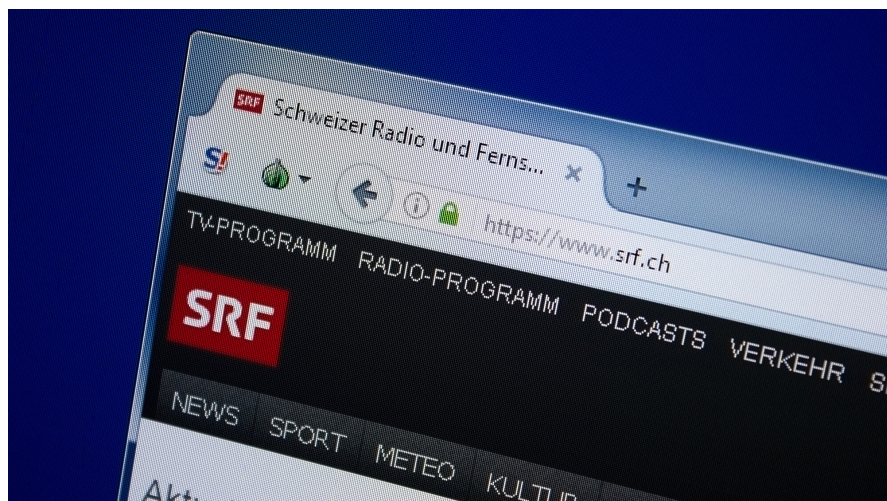 SRF Schweizer Radio und Ferns...
S!
https://www.srf.ch
TV-PROGRAMM RADIO-PROGRAMM PODCASTS VERKEHR
SRF
NEWS SPORT METEO KULTUR